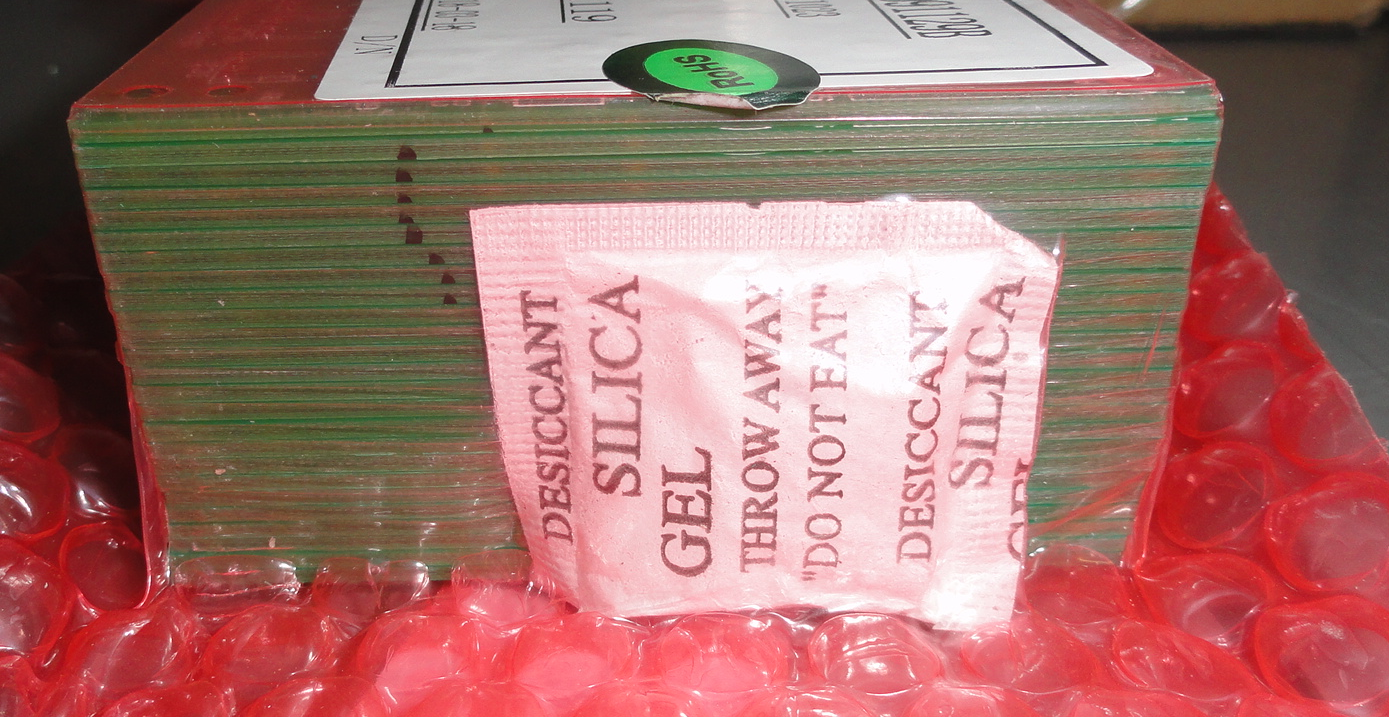 RoHS
DESICCANT
SILICA
GEL
THROW AWAY
"DO NOT EAT"
DESICCANT
SILICA